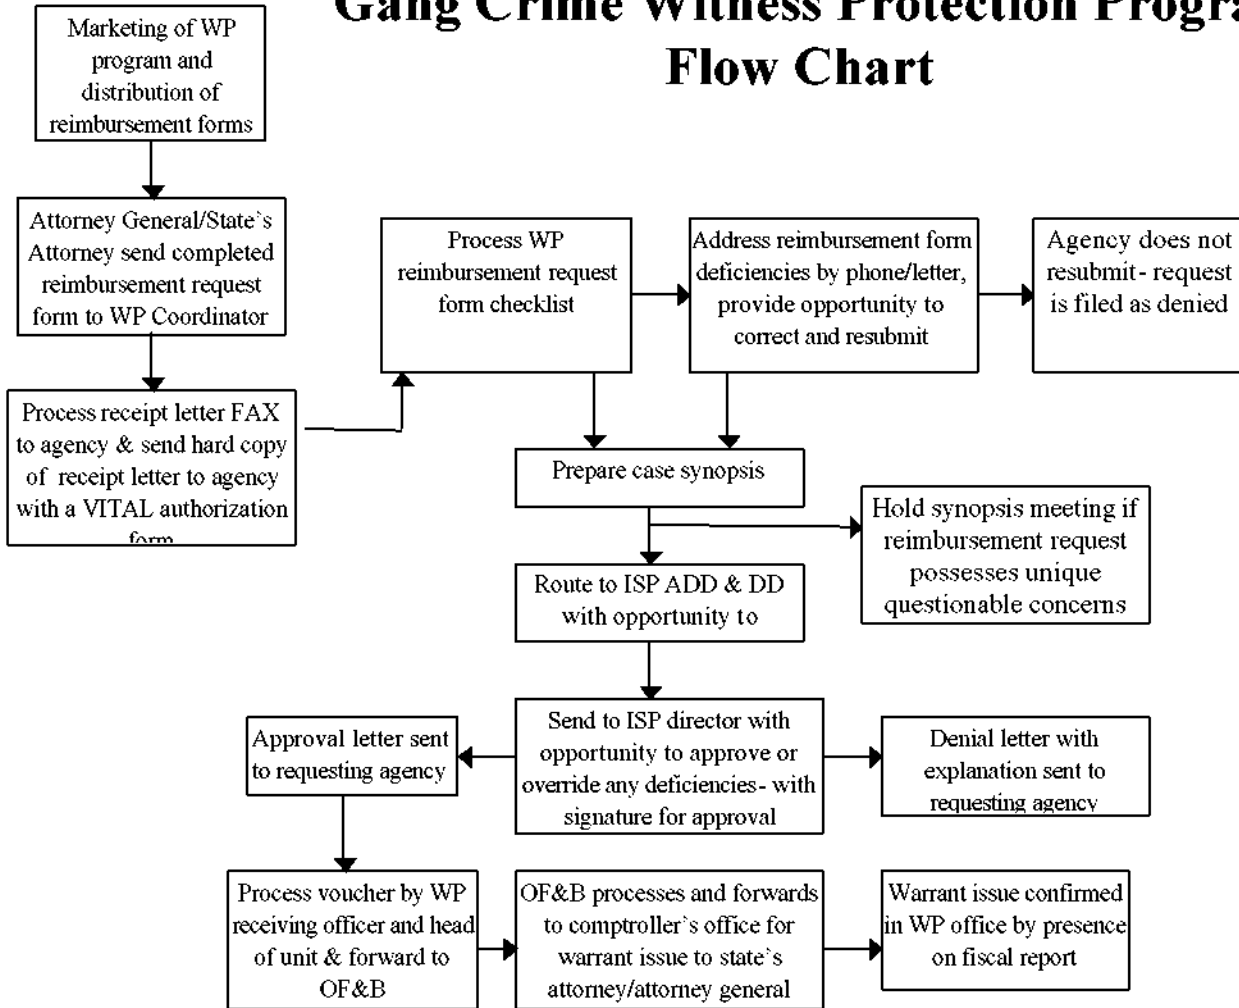 Gang Crime Witness Protection Progra
Flow Chart
Marketing of WP
program and
distribution of
reimbursement forms
Attorney General/State`s
Attorney send completed
reimbursement request
form to WP Coordinator
Process receipt letter FAX
to agency & send hard copy
of receipt letter to agency
with a VITAL authorization
form
Process WP
reimbursement request
form checklist
Address reimbursement form
deficiencies by phone/letter,
provide opportunity to
correct and resubmit
Agency does not
resubmit- request
is filed as denied
Prepare case synopsis
Hold synopsis meeting if
reimbursement request
possesses unique
questionable concerns
Route to ISP ADD & DD
with opportunity to
Send to ISP director with
opportunity to approve or
override any deficiencies- with
signature for approval
Approval letter sent
to requesting agency
Denial letter with
explanation sent to
requesting agency
Process voucher by WP
receiving officer and head
of unit & forward to
OF&B
OF&B processes and forwards
to comptroller`s office for
warrant issue to state`s
attorney/attorney general
Warrant issue confirmed
in WP office by presence
on fiscal report